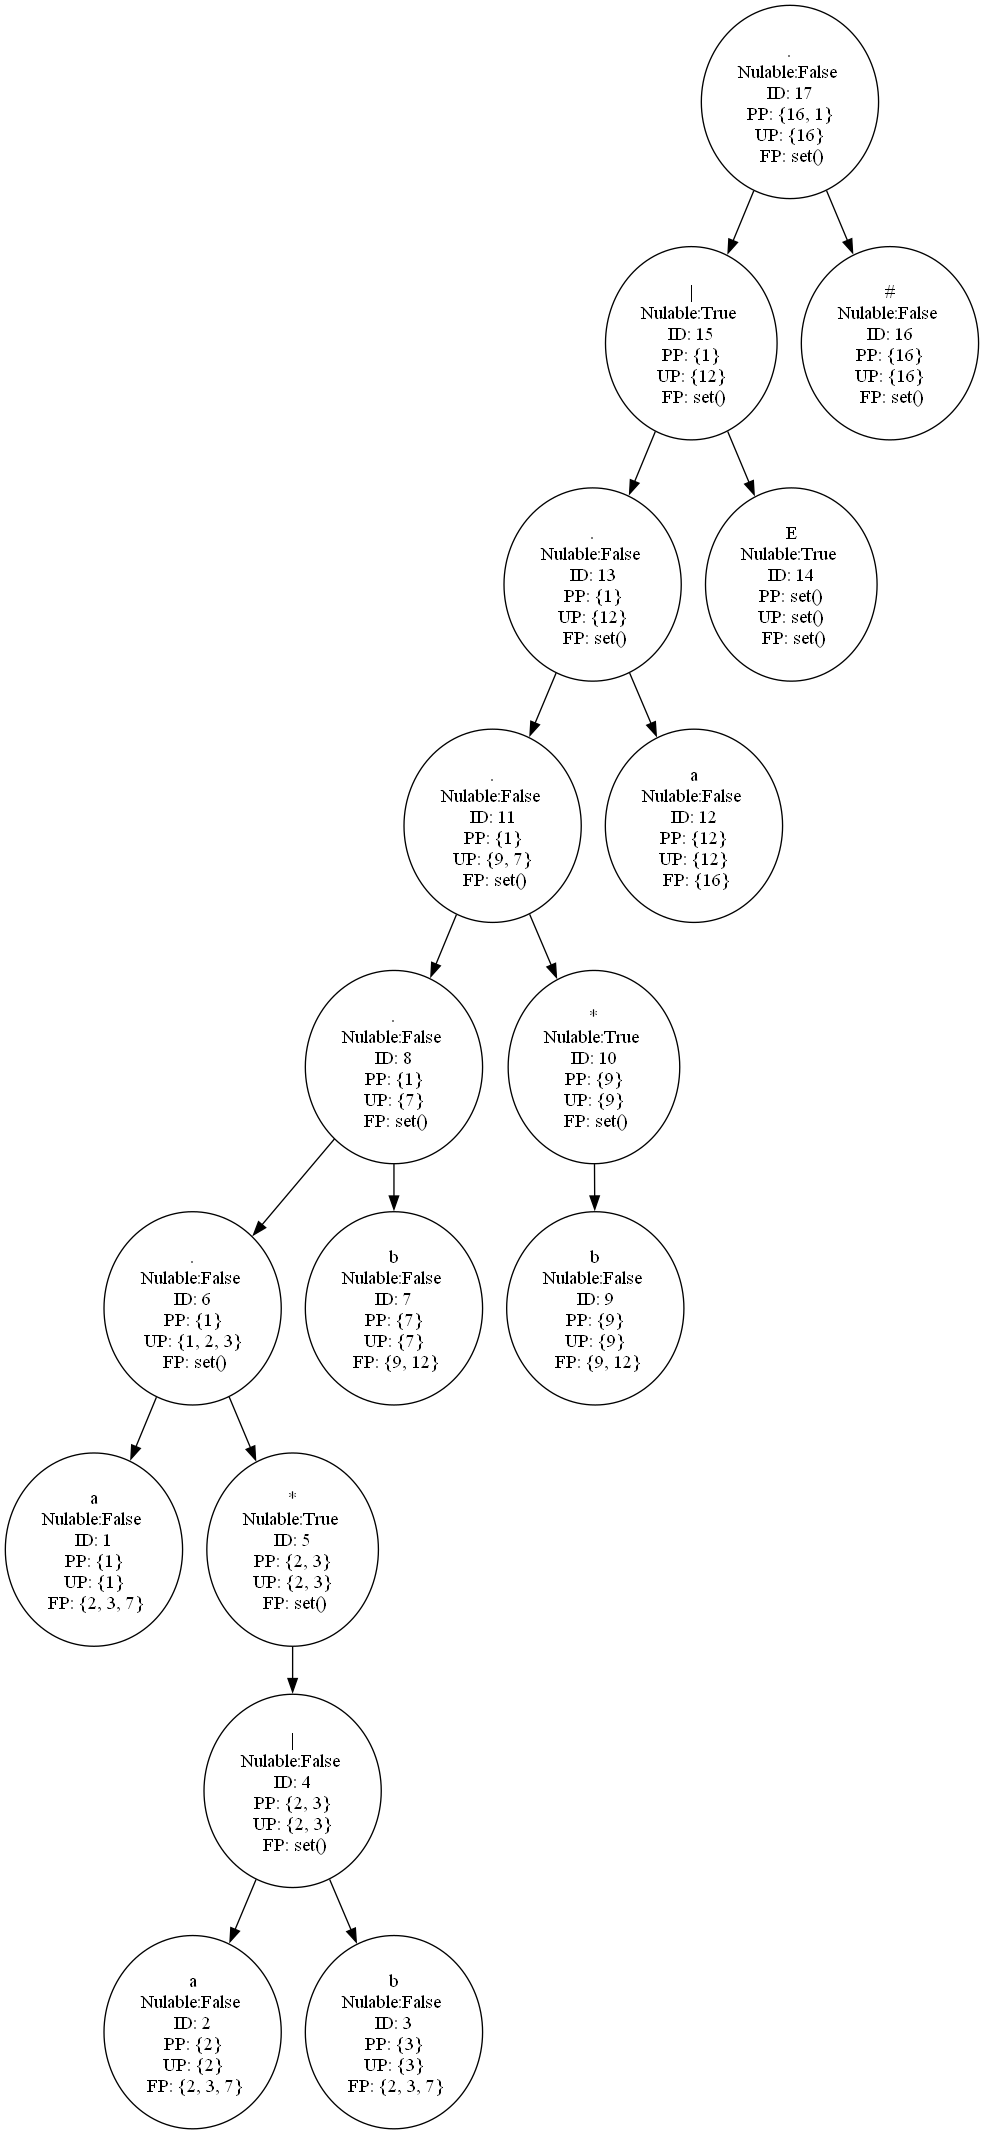 .
Nulable:False
ID: 17
PP: {16, 1}
UP: {16}
FP: set()
|
Nulable:True
ID: 15
PP: {1}
UP: {12}
FP: set()
#
Nulable:False
ID: 16
PP: {16}
UP: {16}
FP: set()
.
Nulable:False
ID: 13
PP: {1}
UP: {12}
FP: set()
E
Nulable:True
ID: 14
PP: set()
UP: set()
FP: set()
.
Nulable:False
ID: 11
PP: {1}
UP: {9, 7}
FP: set()
a
Nulable:False
ID: 12
PP: {12}
UP: {12}
FP: {16}
.
Nulable:False
ID: 8
PP: {1}
UP: {7}
FP: set()
*
Nulable:True
ID: 10
PP: {9}
UP: {9}
FP: set()
.
Nulable:False
ID: 6
PP: {1}
UP: {1, 2, 3}
FP: set()
b
Nulable:False
ID: 7
PP: {7}
UP: {7}
FP: {9, 12}
b
Nulable:False
ID: 9
PP: {9}
UP: {9}
FP: {9, 12}
a
Nulable:False
ID: 1
PP: {1}
UP: {1}
FP: {2, 3, 7}
*
Nulable:True
ID: 5
PP: {2, 3}
UP: {2, 3}
FP: set()
|
Nulable:False
ID: 4
PP: {2, 3}
UP: {2, 3}
FP: set()
a
Nulable:False
ID: 2
PP: {2}
UP: {2}
FP: {2, 3, 7}
b
Nulable:False
ID: 3
PP: {3}
UP: {3}
FP: {2, 3, 7}